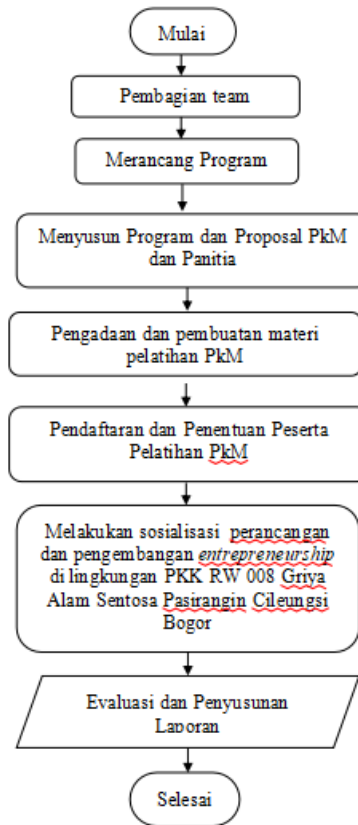 Mulai
Pembagian team
Merancang Program
Menyusun Program dan Proposal PkM
dan Panitia
Pengadaan dan pembuatan materi
pelatihan PkM
Pendaftaran dan Penentuan Peserta
Pelatihan PkM
Melakukan sosialisasi perancangan
dan pengembangan entrepreneurship
di lingkungan PKK RW 008 Griya
Alam Sentosa Pasirangin Cileungsi
Bogor
Evaluasi dan Penyusunan
Laporan
Selesai